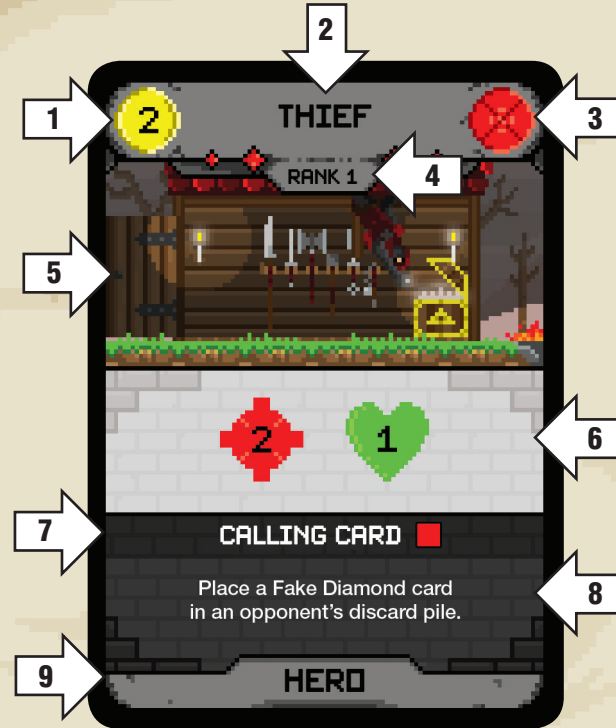 2
1
2
THIEF
3
RANK 1
4
5
2
1
6
7
CALLING CARD
Place a Fake Diamond card
in an opponent's discard pile.
8
9
HERO